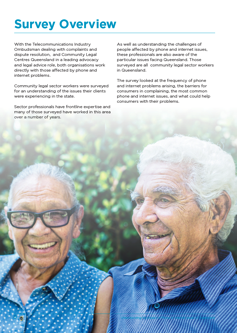 Survey Overview
With the Telecommunications Industry
Ombudsman dealing with complaints and
dispute resolution, and Community Legal
Centres Queensland in a leading advocacy
and legal advice role, both organisations work
directly with those affected by phone and
internet problems.
Community legal sector workers were surveyed
for an understanding of the issues their clients
were experiencing in the state.
Sector professionals have frontline expertise and
many of those surveyed have worked in this area
over a number of years.
As well as understanding the challenges of
people affected by phone and internet issues,
these professionals are also aware of the
particular issues facing Queensland. Those
surveyed are all community legal sector workers
in Queensland.
The survey looked at the frequency of phone
and internet problems arising, the barriers for
consumers in complaining, the most common
phone and internet issues, and what could help
consumers with their problems.